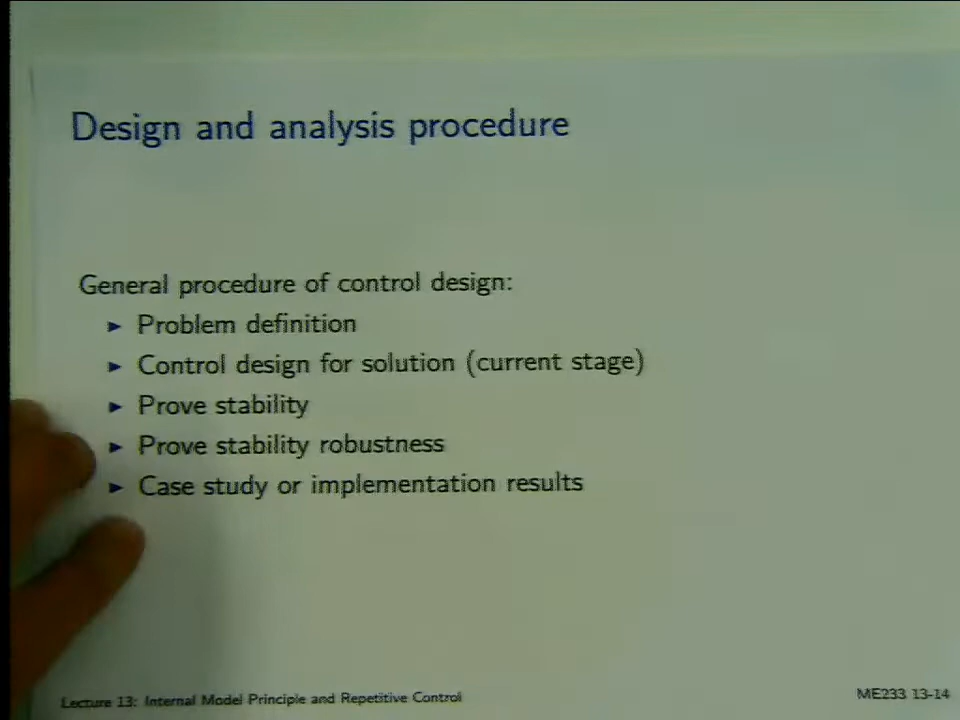 Design and analysis procedure
General procedure of control design:
► Problem definition
► Control design for solution (current stage)
► Prove stability
► Prove stability robustness
► Case study or implementation results
Lecture 13: Internal Model Principle and Repetitive Control
ME233 13-14